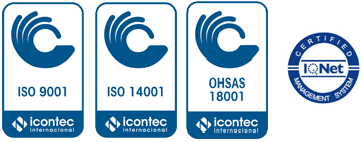 ISO 9001
icontec
internacional
ISO 14001
icontec
internacional
OHSAS
18001
icontec
internacional
CERTIFIED
IQNet
MANAGEMENT SYSTEM